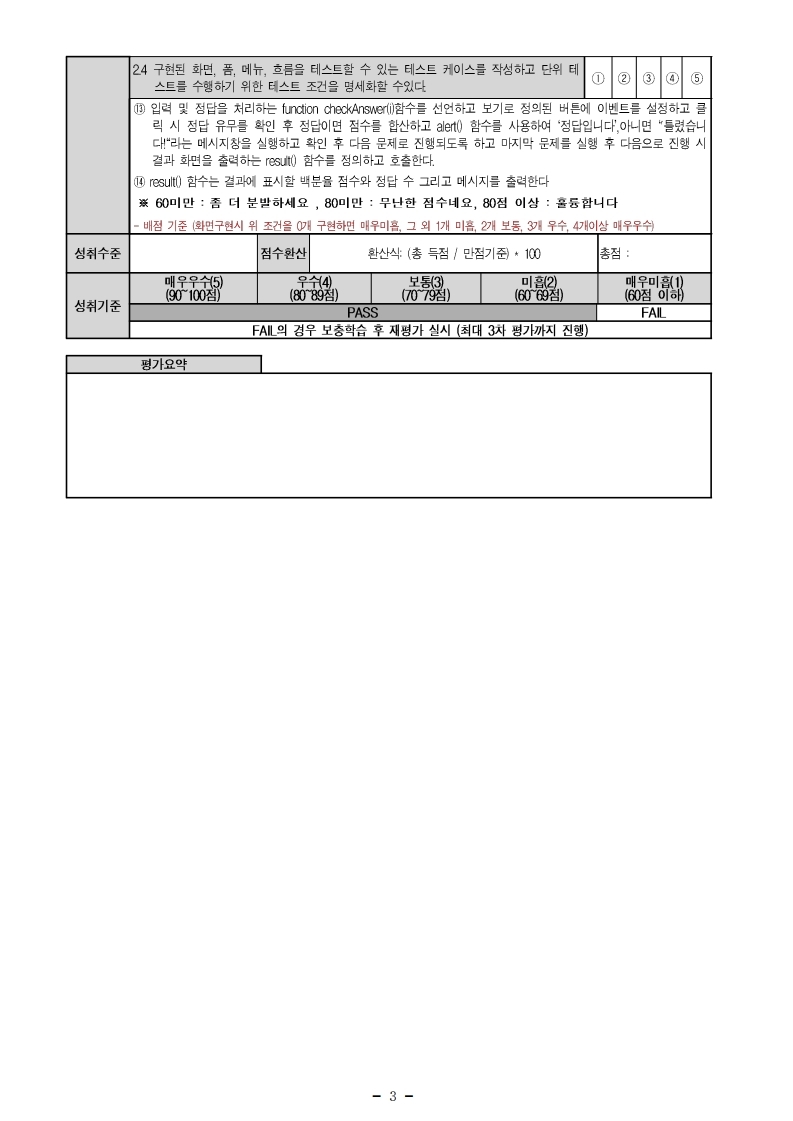 2.4 구현된 화면, 폼, 메뉴, 흐름을 테스트할 수 있는 테스트 케이스를 작성하고 단위 테
스트를 수행하기 위한 테스트 조건을 명세화할 수있다.
① ② ③ ④ ⑤
⑬ 입력 및 정답을 처리하는 function checkAnswer(i)함수를 선언하고 보기로 정의된 버튼에 이벤트를 설정하고 클
릭 시 정답 유무를 확인 후 정답이면 점수를 합산하고 alert() 함수를 사용하여 '정답입니다',아니면 "틀렸습니
다!"라는 메시지창을 실행하고 확인 후 다음 문제로 진행되도록 하고 마지막 문제를 실행 후 다음으로 진행 시
결과 화면을 출력하는 result() 함수를 정의하고 호출한다.
⑭ result() 함수는 결과에 표시할 백분율 점수와 정답 수 그리고 메시지를 출력한다
※ 60미만 : 좀 더 분발하세요 , 80미만 : 무난한 점수네요, 80점 이상 : 훌륭합니다
- 배점 기준 (화면구현시 위 조건을 0개 구현하면 매우미흡, 그 외 1개 미흡, 2개 보통, 3개 우수, 4개이상 매우우수)
성취수준 점수환산 환산식: (총 득점 / 만점기준) * 100 총점 :
성취기준
매우우수(5) 우수(4) 보통(3) 미흡(2) 매우미흡(1)
(90~100점) (80~89점) (70~79점) (60~69점) (60점 이하)
PASS FAIL
FAIL의 경우 보충학습 후 재평가 실시 (최대 3차 평가까지 진행)
평가요약
- 3 -